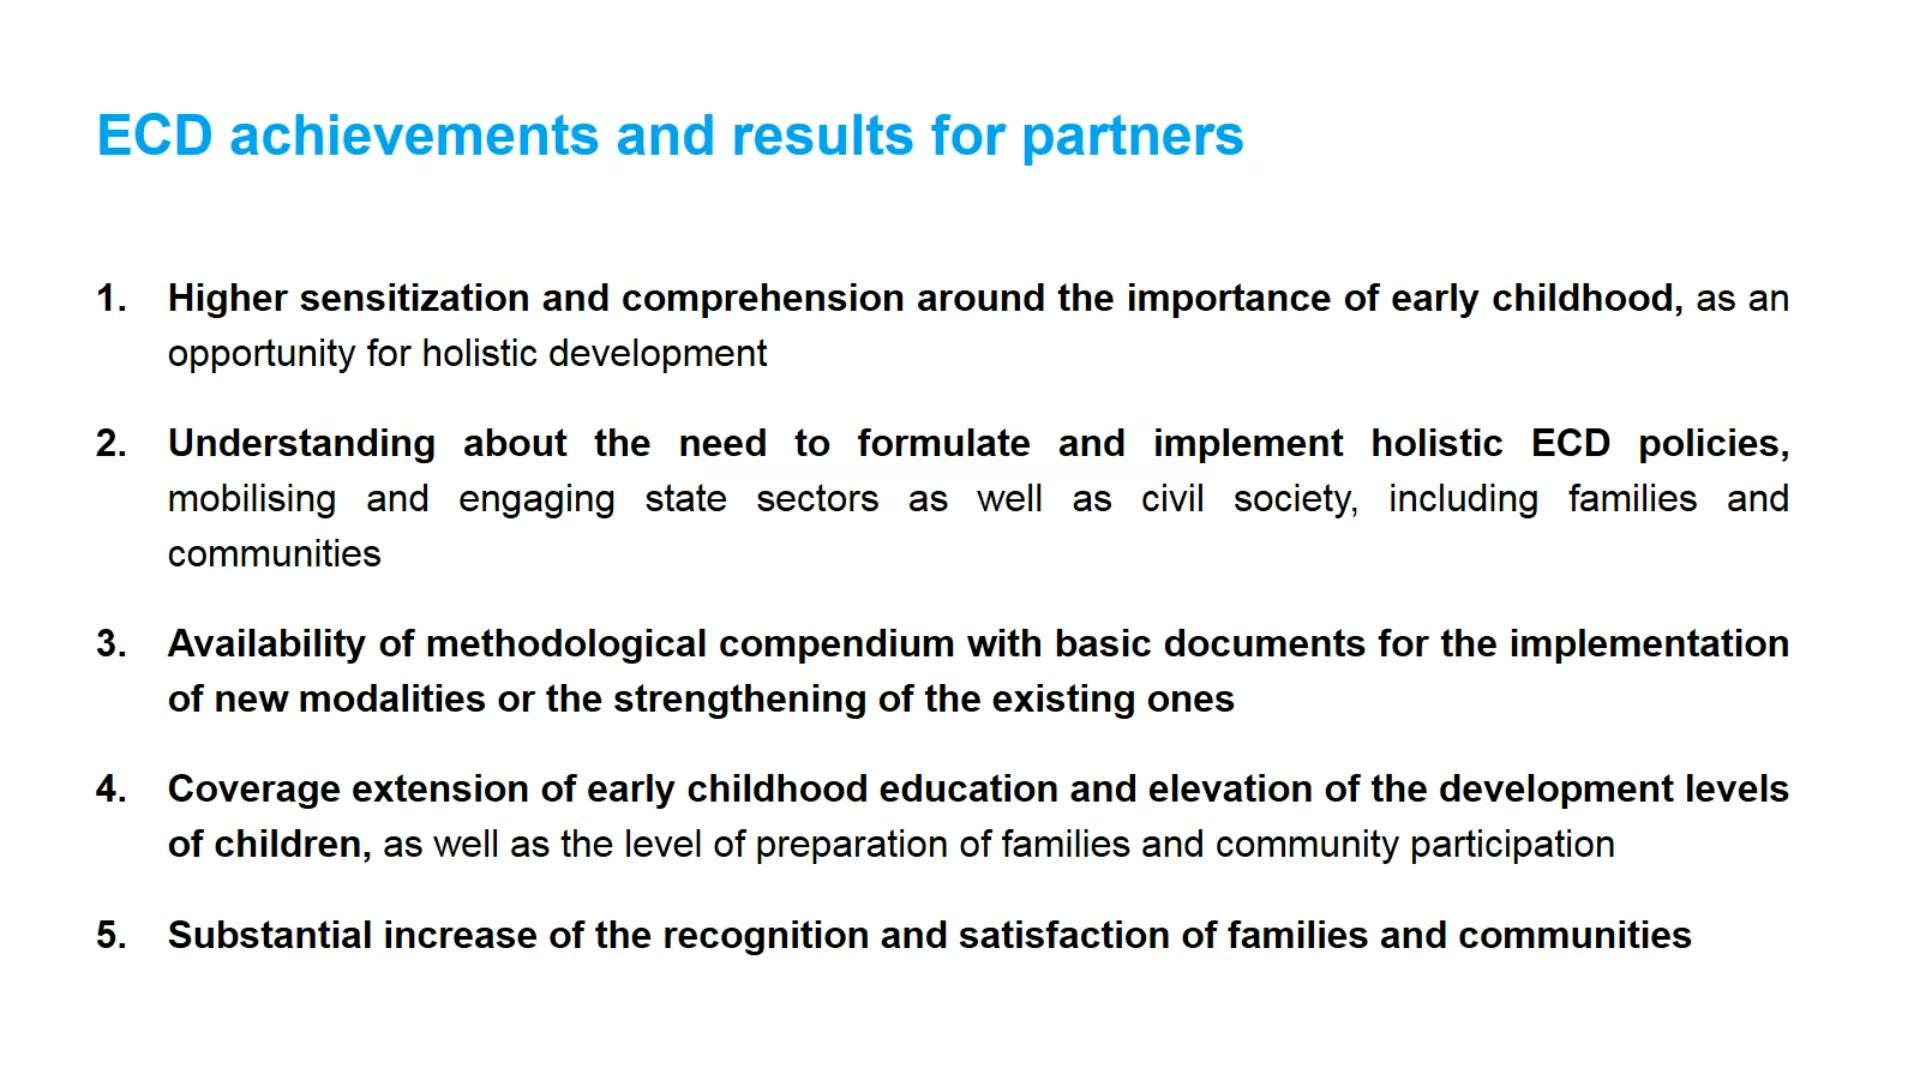 ECD achievements and results for partners
1. Higher sensitization and comprehension around the importance of early childhood, as an
opportunity for holistic development
2. Understanding about the need to formulate and implement holistic ECD policies,
mobilising and engaging state sectors as well as civil society, including families and
communities
3. Availability of methodological compendium with basic documents for the implementation
of new modalities or the strengthening of the existing ones
4. Coverage extension of early childhood education and elevation of the development levels
of children, as well as the level of preparation of families and community participation
5. Substantial increase of the recognition and satisfaction of families and communities